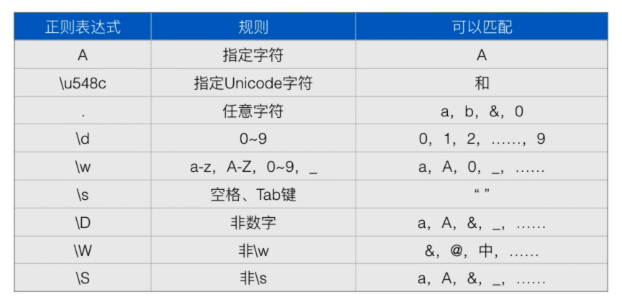 正则表达式 规则 可以匹配
A 指定字符 A
\u548c 指定Unicode字符 和
. 任意字符 a，b，&，0
\d 0~9 0，1，2，……，9
\w a-z，A-Z，0~9，_ a，A，0，_，……
\s 空格、Tab键 “ ”
\D 非数字 a，A，&，_，……
\W 非\w &，@，中，……
\S 非\s a，A，&，_，……